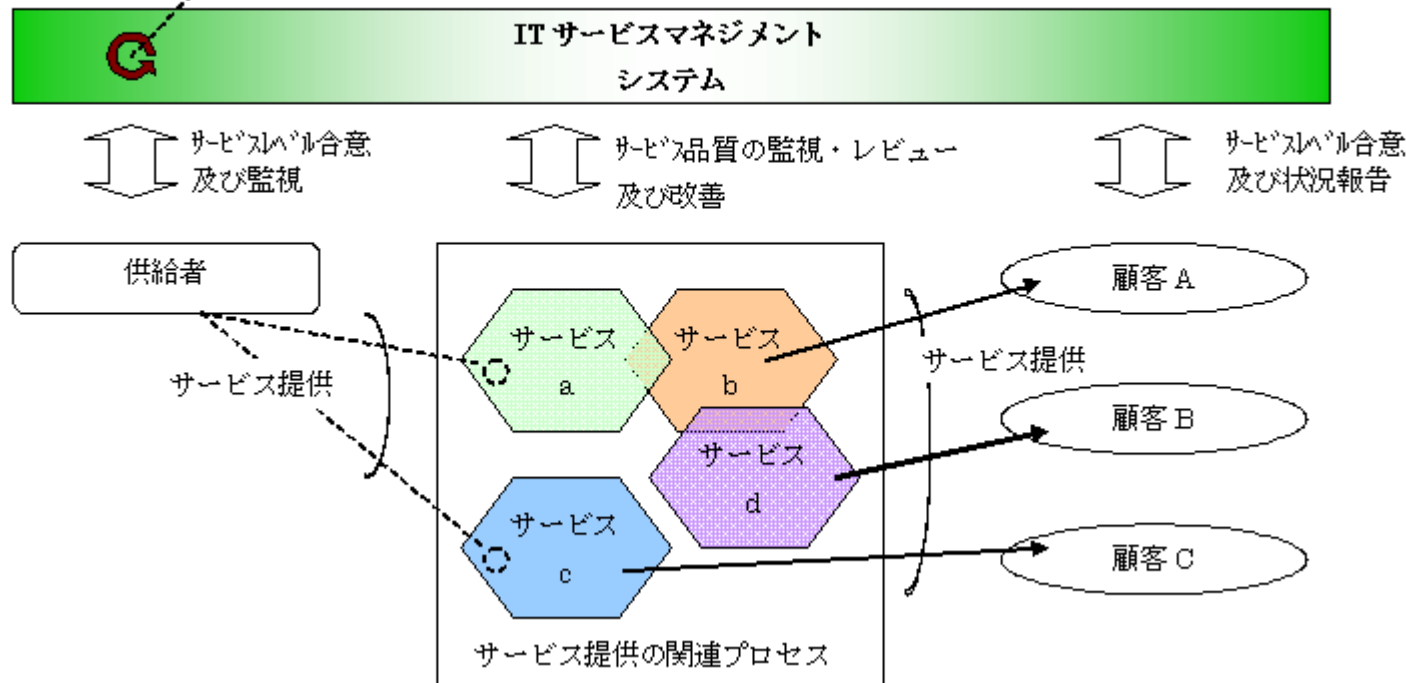 ITサービスマネジメント
システム
ｻｰﾋﾞｽﾚﾍﾞﾙ合意
及び監視
ｻｰﾋﾞｽ品質の監視・レビュー
及び改善
ｻｰﾋﾞｽﾚﾍﾞﾙ合意
及び状況報告
供給者
サービス提供
サービス
a
サービス
b
サービス
d
サービス
c
サービス提供の関連プロセス
サービス提供
顧客A
顧客B
顧客C